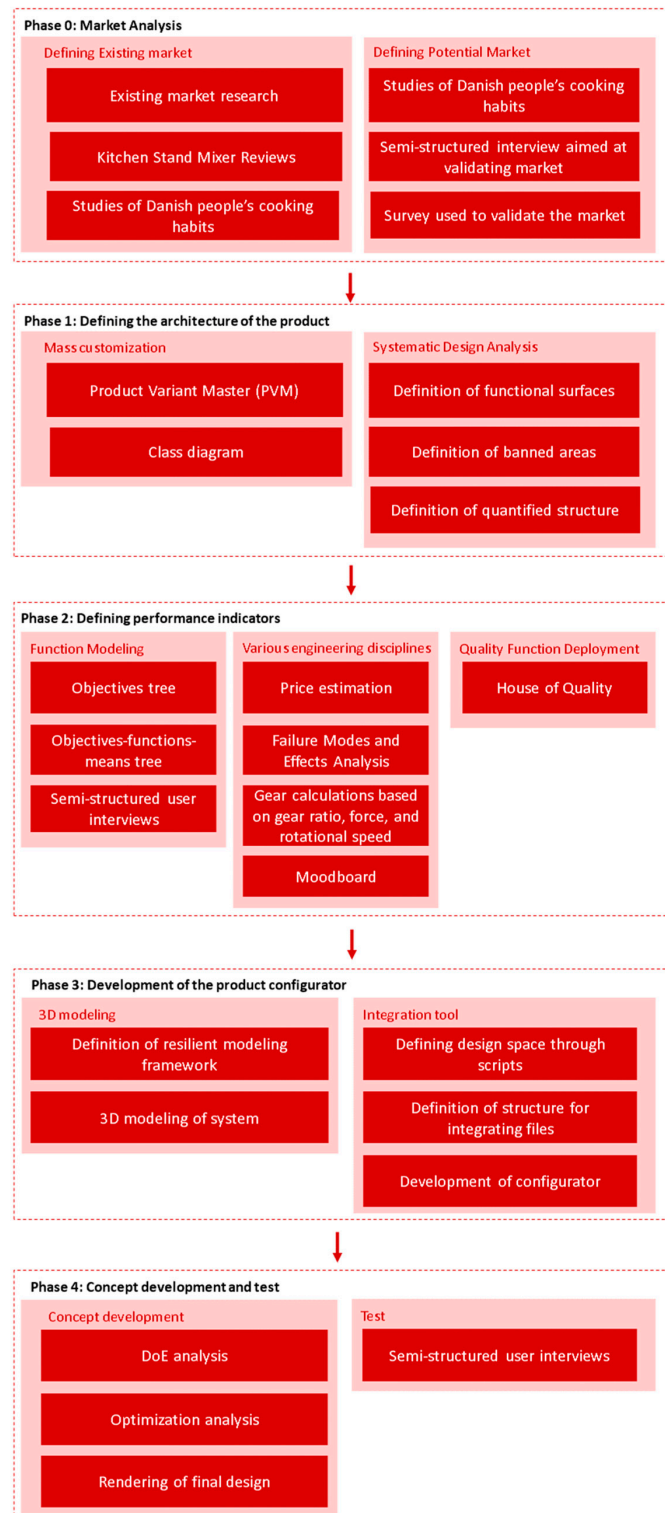 Phase 0: Market Analysis
Defining Existing market
Existing market research
Kitchen Stand Mixer Reviews
Studies of Danish people's cooking
habits
Defining Potential Market
Studies of Danish people's cooking
habits
Semi-structured interview aimed at
validating market
Survey used to validate the market
Phase 1: Defining the architecture of the product
Mass customization
Product Variant Master (PVM)
Class diagram
Systematic Design Analysis
Definition of functional surfaces
Definition of banned areas
Definition of quantified structure
Phase 2: Defining performance indicators
Function Modeling
Objectives tree
Objectives-functions-
means tree
Semi-structured user
interviews
Various engineering disciplines
Price estimation
Failure Modes and
Effects Analysis
Gear calculations based
on gear ratio, force, and
rotational speed
Moodboard
Quality Function Deployment
House of Quality
Phase 3: Development of the product configurator
3D modeling
Definition of resilient modeling
framework
3D modeling of system
Integration tool
Defining design space through
scripts
Definition of structure for
integrating files
Development of configurator
Phase 4: Concept development and test
Concept development
DoE analysis
Optimization analysis
Rendering of final design
Test
Semi-structured user interviews